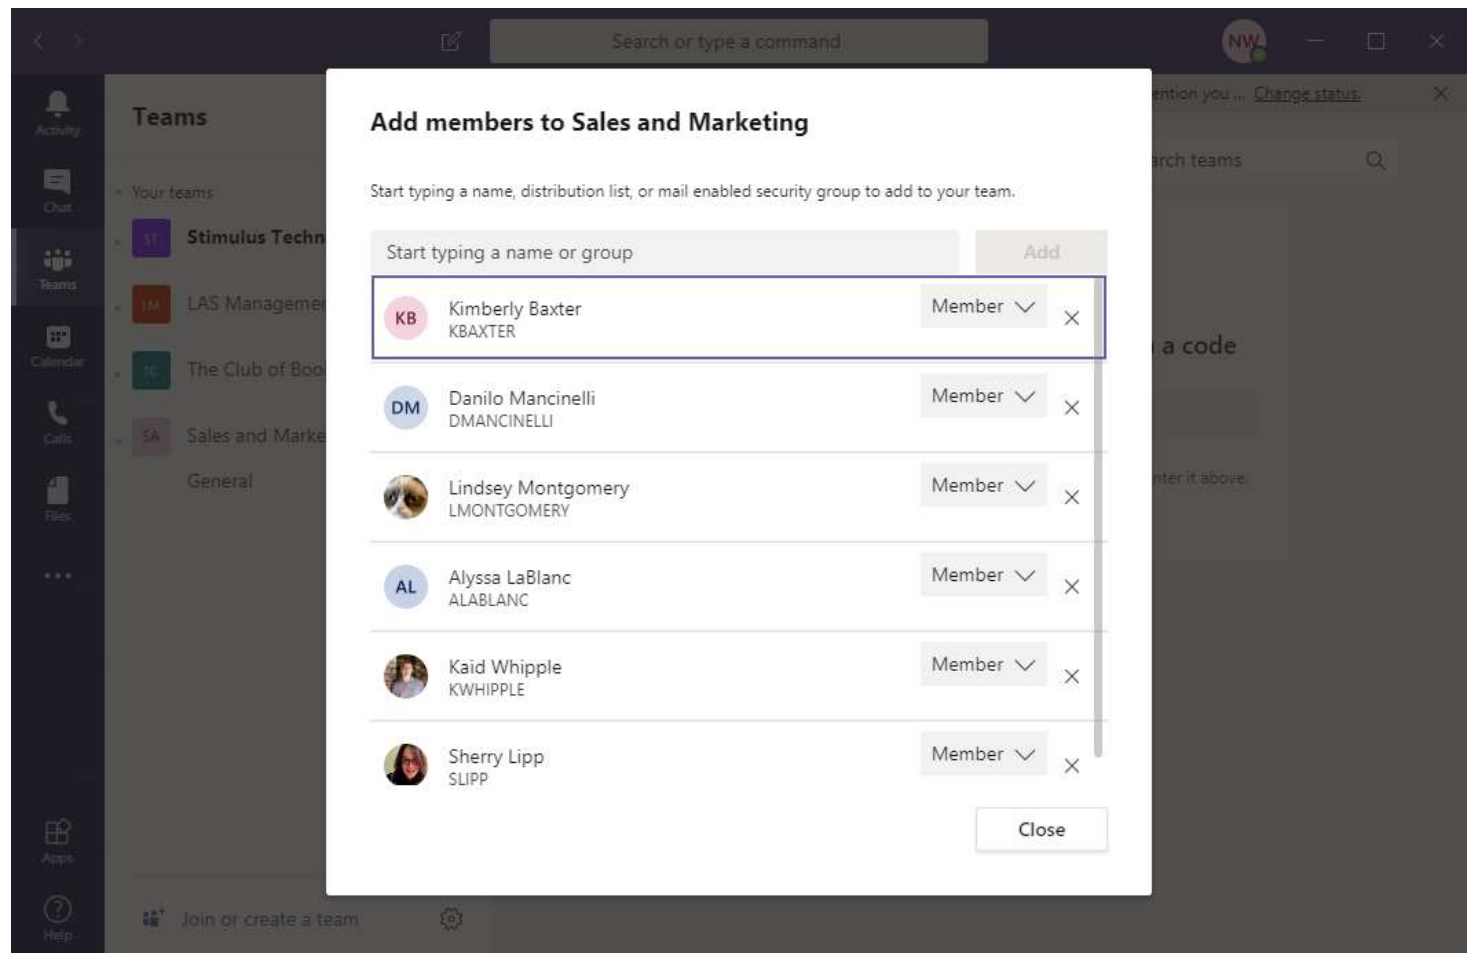 Search or type a command
NW
ention you ... Change status.
Activity
Teams
Add members to Sales and Marketing
arch teams
Chat
Your teams
Start typing a name, distribution list, or mail enabled security group to add to your team.
ST
Stimulus Techn
Start typing a name or group
Add
Teams
LM
LAS Managemen
KB
Kimberly Baxter
KBAXTER
Member
a code
Calendar
TC
The Club of Boo
DM
Danilo Mancinelli
DMANCINELLI
Member
Calls
SA
Sales and Marke
General
Lindsey Montgomery
LMONTGOMERY
Member
nter it above.
Files
AL
Alyssa LaBlanc
ALABLANC
Member
Kaid Whipple
KWHIPPLE
Member
Sherry Lipp
SLIPP
Member
Close
Apps
Join or create a team
Help